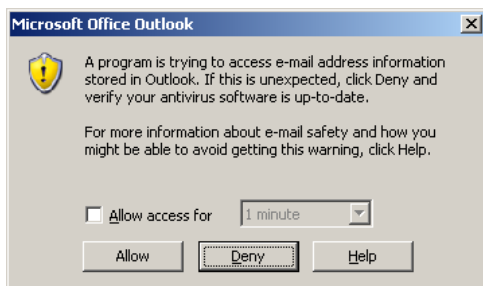 Microsoft Office Outlook
A program is trying to access e-mail address information
stored in Outlook. If this is unexpected, click Deny and
verify your antivirus software is up-to-date.
For more information about e-mail safety and how you
might be able to avoid getting this warning, click Help.
Allow access for 1 minute
Allow Deny Help